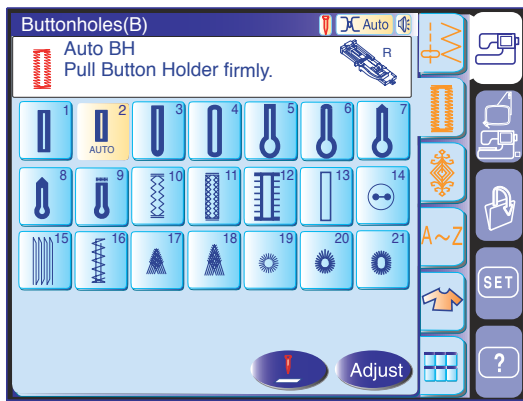 Buttonholes(B) Auto
Auto BH R
Pull Button Holder firmly.
1 2 3 4 5 6 7
AUTO
8 9 10 11 12 13 14
A~Z
15 16 17 18 19 20 21
SET
Adjust ?